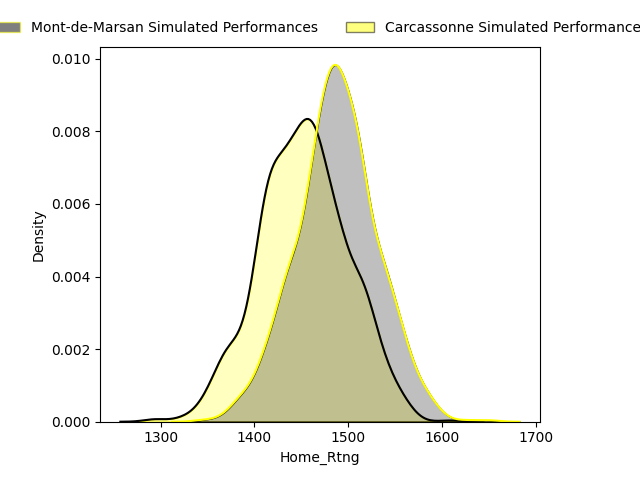 Mont-de-Marsan Simulated Performances Carcassonne Simulated Performance
0.010
0.008
0.006
0.004
0.002
0.000
Density
1300 1400 1500 1600 1700
Home_Rtng